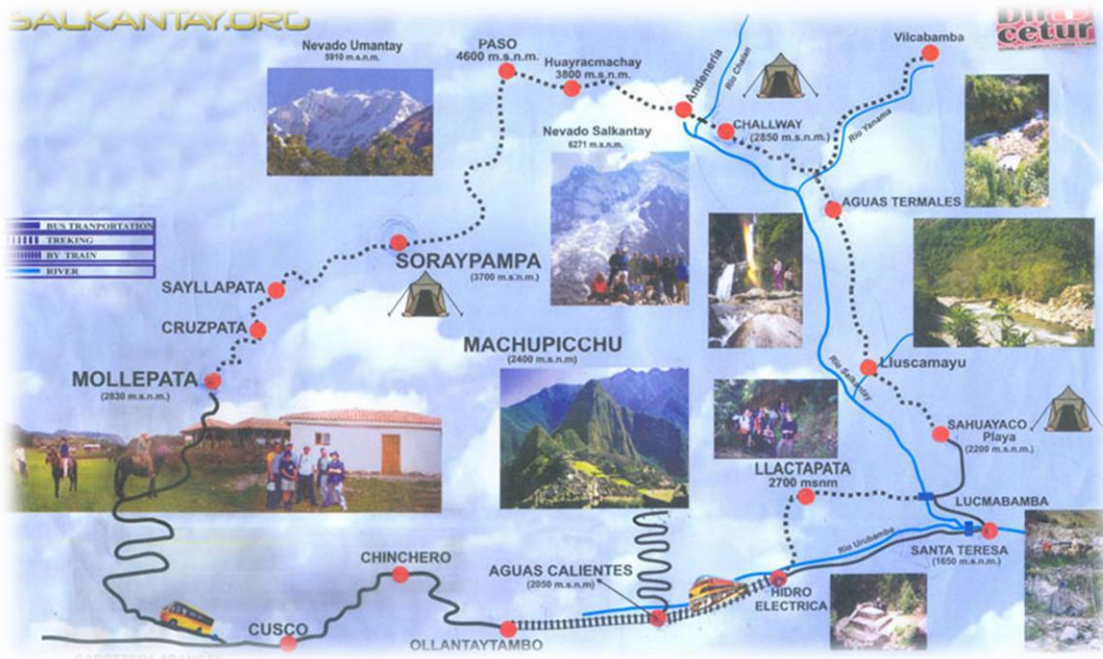 SALKANTAY.ORG
cetur
Nevado Umantay
5910 m.s.n.m.
PASO
4600 m.s.n.m.
Huayracmachay
3800 m.s.n.m.
Andenería
Río Chalan
Vilcabamba
Río Yanama
CHALLWAY
(2850 m.s.n.m.)
Nevado Salkantay
6271 m.s.n.m.
AGUAS TERMALES
BUS TRANPORTATION
TREKING
BY TRAIN
RIVER
SORAYPAMPA
(3700 m.s.n.m.)
SAYLLAPATA
CRUZPATA
MACHUPICCHU
(2400 m.s.n.m)
MOLLEPATA
(2830 m.s.n.m.)
Lluscamayu
Río Salkantay
SAHUAYACO
Playa
(2200 m.s.n.m.)
LLACTAPATA
2700 msnm
LUCMABAMBA
Río Urubamba
SANTA TERESA
(1650 m.s.n.m.)
CHINCHERO
AGUAS CALIENTES
(2050 m.s.n.m)
HIDRO
ELECTRICA
CUSCO
OLLANTAYTAMBO